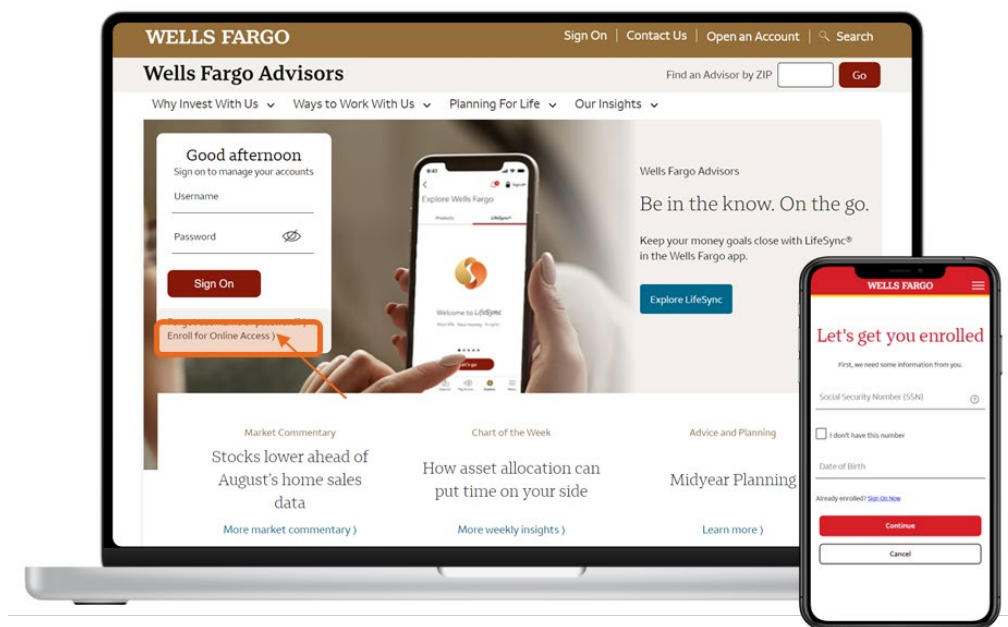 WELLS FARGO
Sign On | Contact Us | Open an Account | Search
Wells Fargo Advisors
Find an Advisor by ZIP
Go
Why Invest With Us
Ways to Work With Us
Planning For Life
Our Insights
Good afternoon
Sign on to manage your accounts
Username
Password
Sign On
Enroll for Online Access
9:43
Explore Wells Fargo
Products
LifeSync®
Welcome to LifeSync
Let's go
Wells Fargo Advisors
Be in the know. On the go.
Keep your money goals close with LifeSync®
in the Wells Fargo app.
Explore LifeSync
Market Commentary
Stocks lower ahead of
August's home sales
data
More market commentary
Chart of the Week
How asset allocation can
put time on your side
More weekly insights
Advice and Planning
Midyear Planning
Learn more
WELLS FARGO
Let's get you enrolled
First, we need some information from you.
Social Security Number (SSN)
I don't have this number
Date of Birth
Already enrolled? Sign On Now
Continue
Cancel